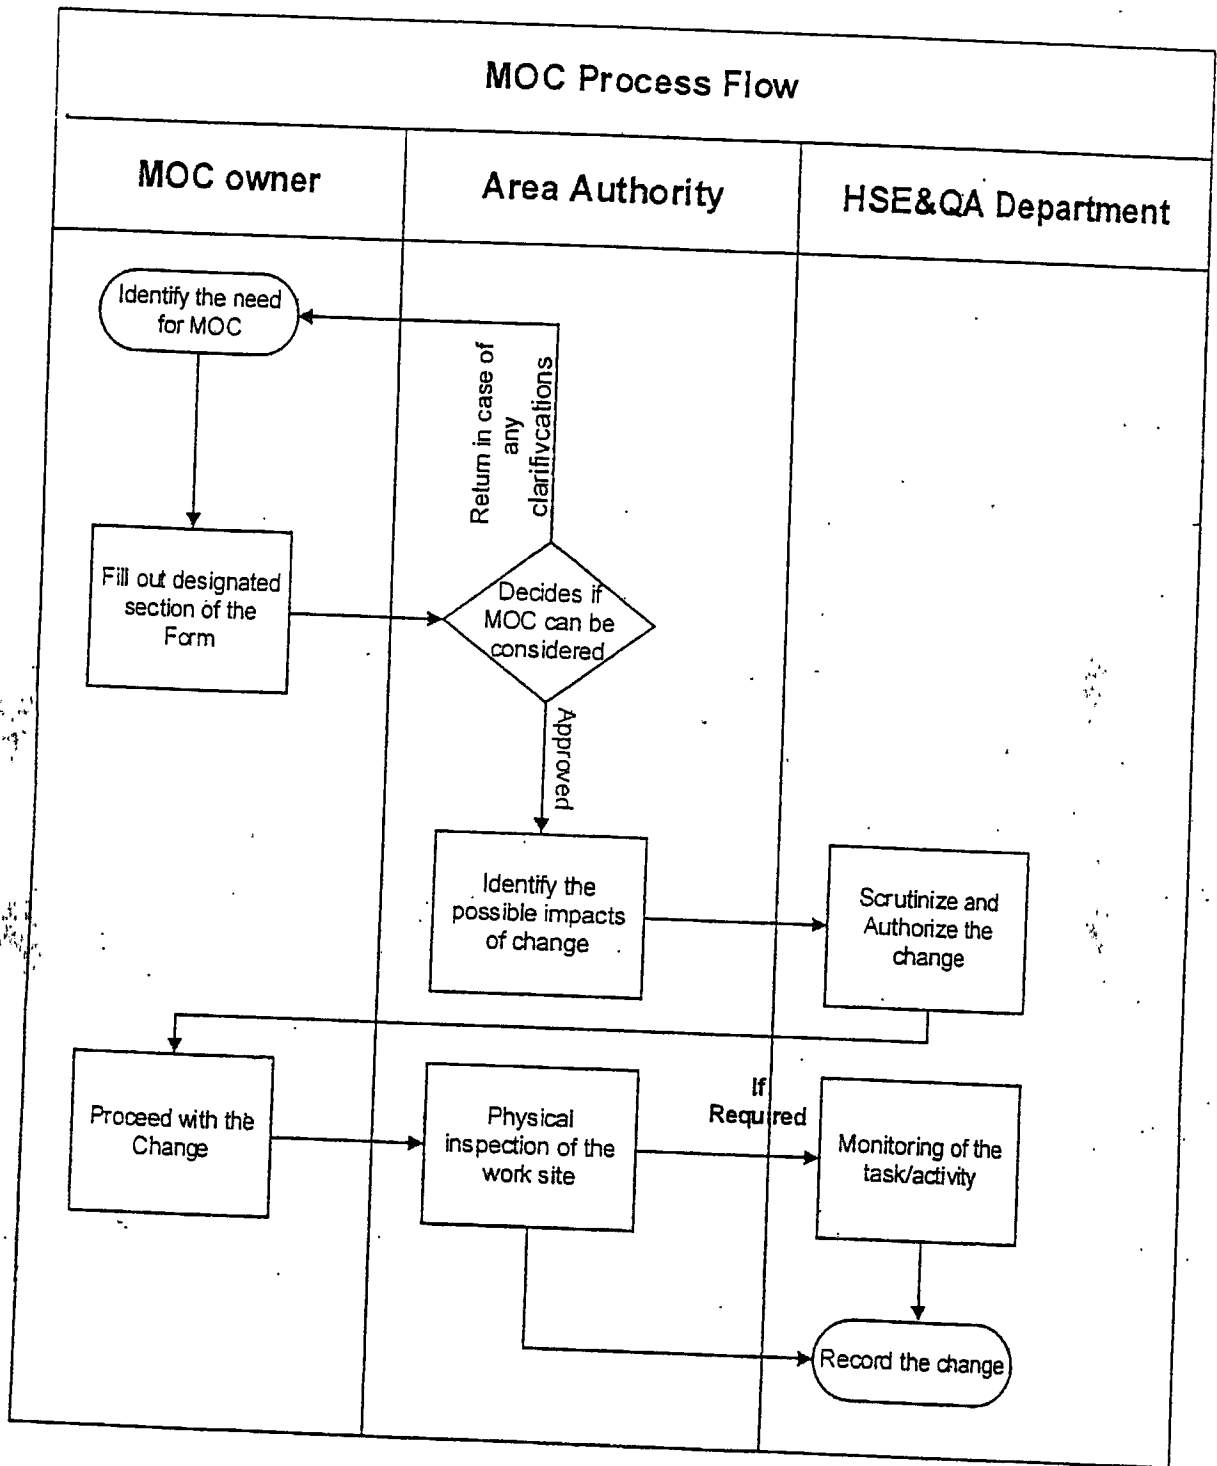 MOC Process Flow
MOC owner
Area Authority
HSE&QA Department
Identify the need
for MOC
Return in case of
any
clarifivcations
Fill out designated
section of the
Form
Decides if
MOC can be
considered
Approved
Identify the
possible impacts
of change
Scrutinize and
Authorize the
change
Proceed with the
Change
Physical
inspection of the
work site
If
Required
Monitoring of the
task/activity
Record the change